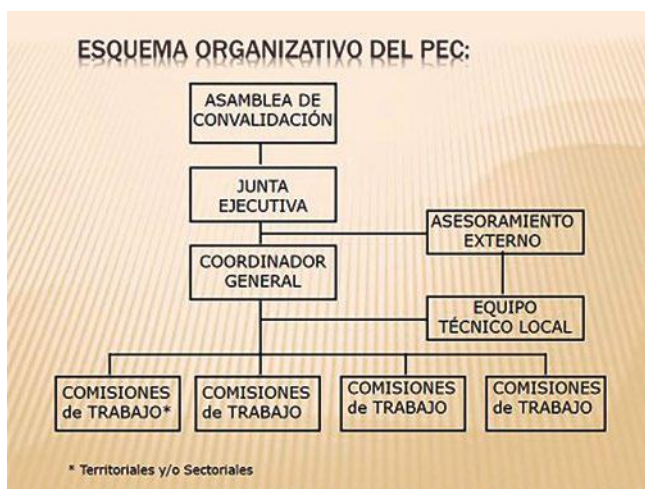 ESQUEMA ORGANIZATIVO DEL PEC:
ASAMBLEA DE
CONVALIDACIÓN
JUNTA
EJECUTIVA
ASESORAMIENTO
EXTERNO
COORDINADOR
GENERAL
EQUIPO
TÉCNICO LOCAL
COMISIONES
de TRABAJO*
COMISIONES
de TRABAJO
COMISIONES
de TRABAJO
COMISIONES
de TRABAJO
* Territoriales y/o Sectoriales